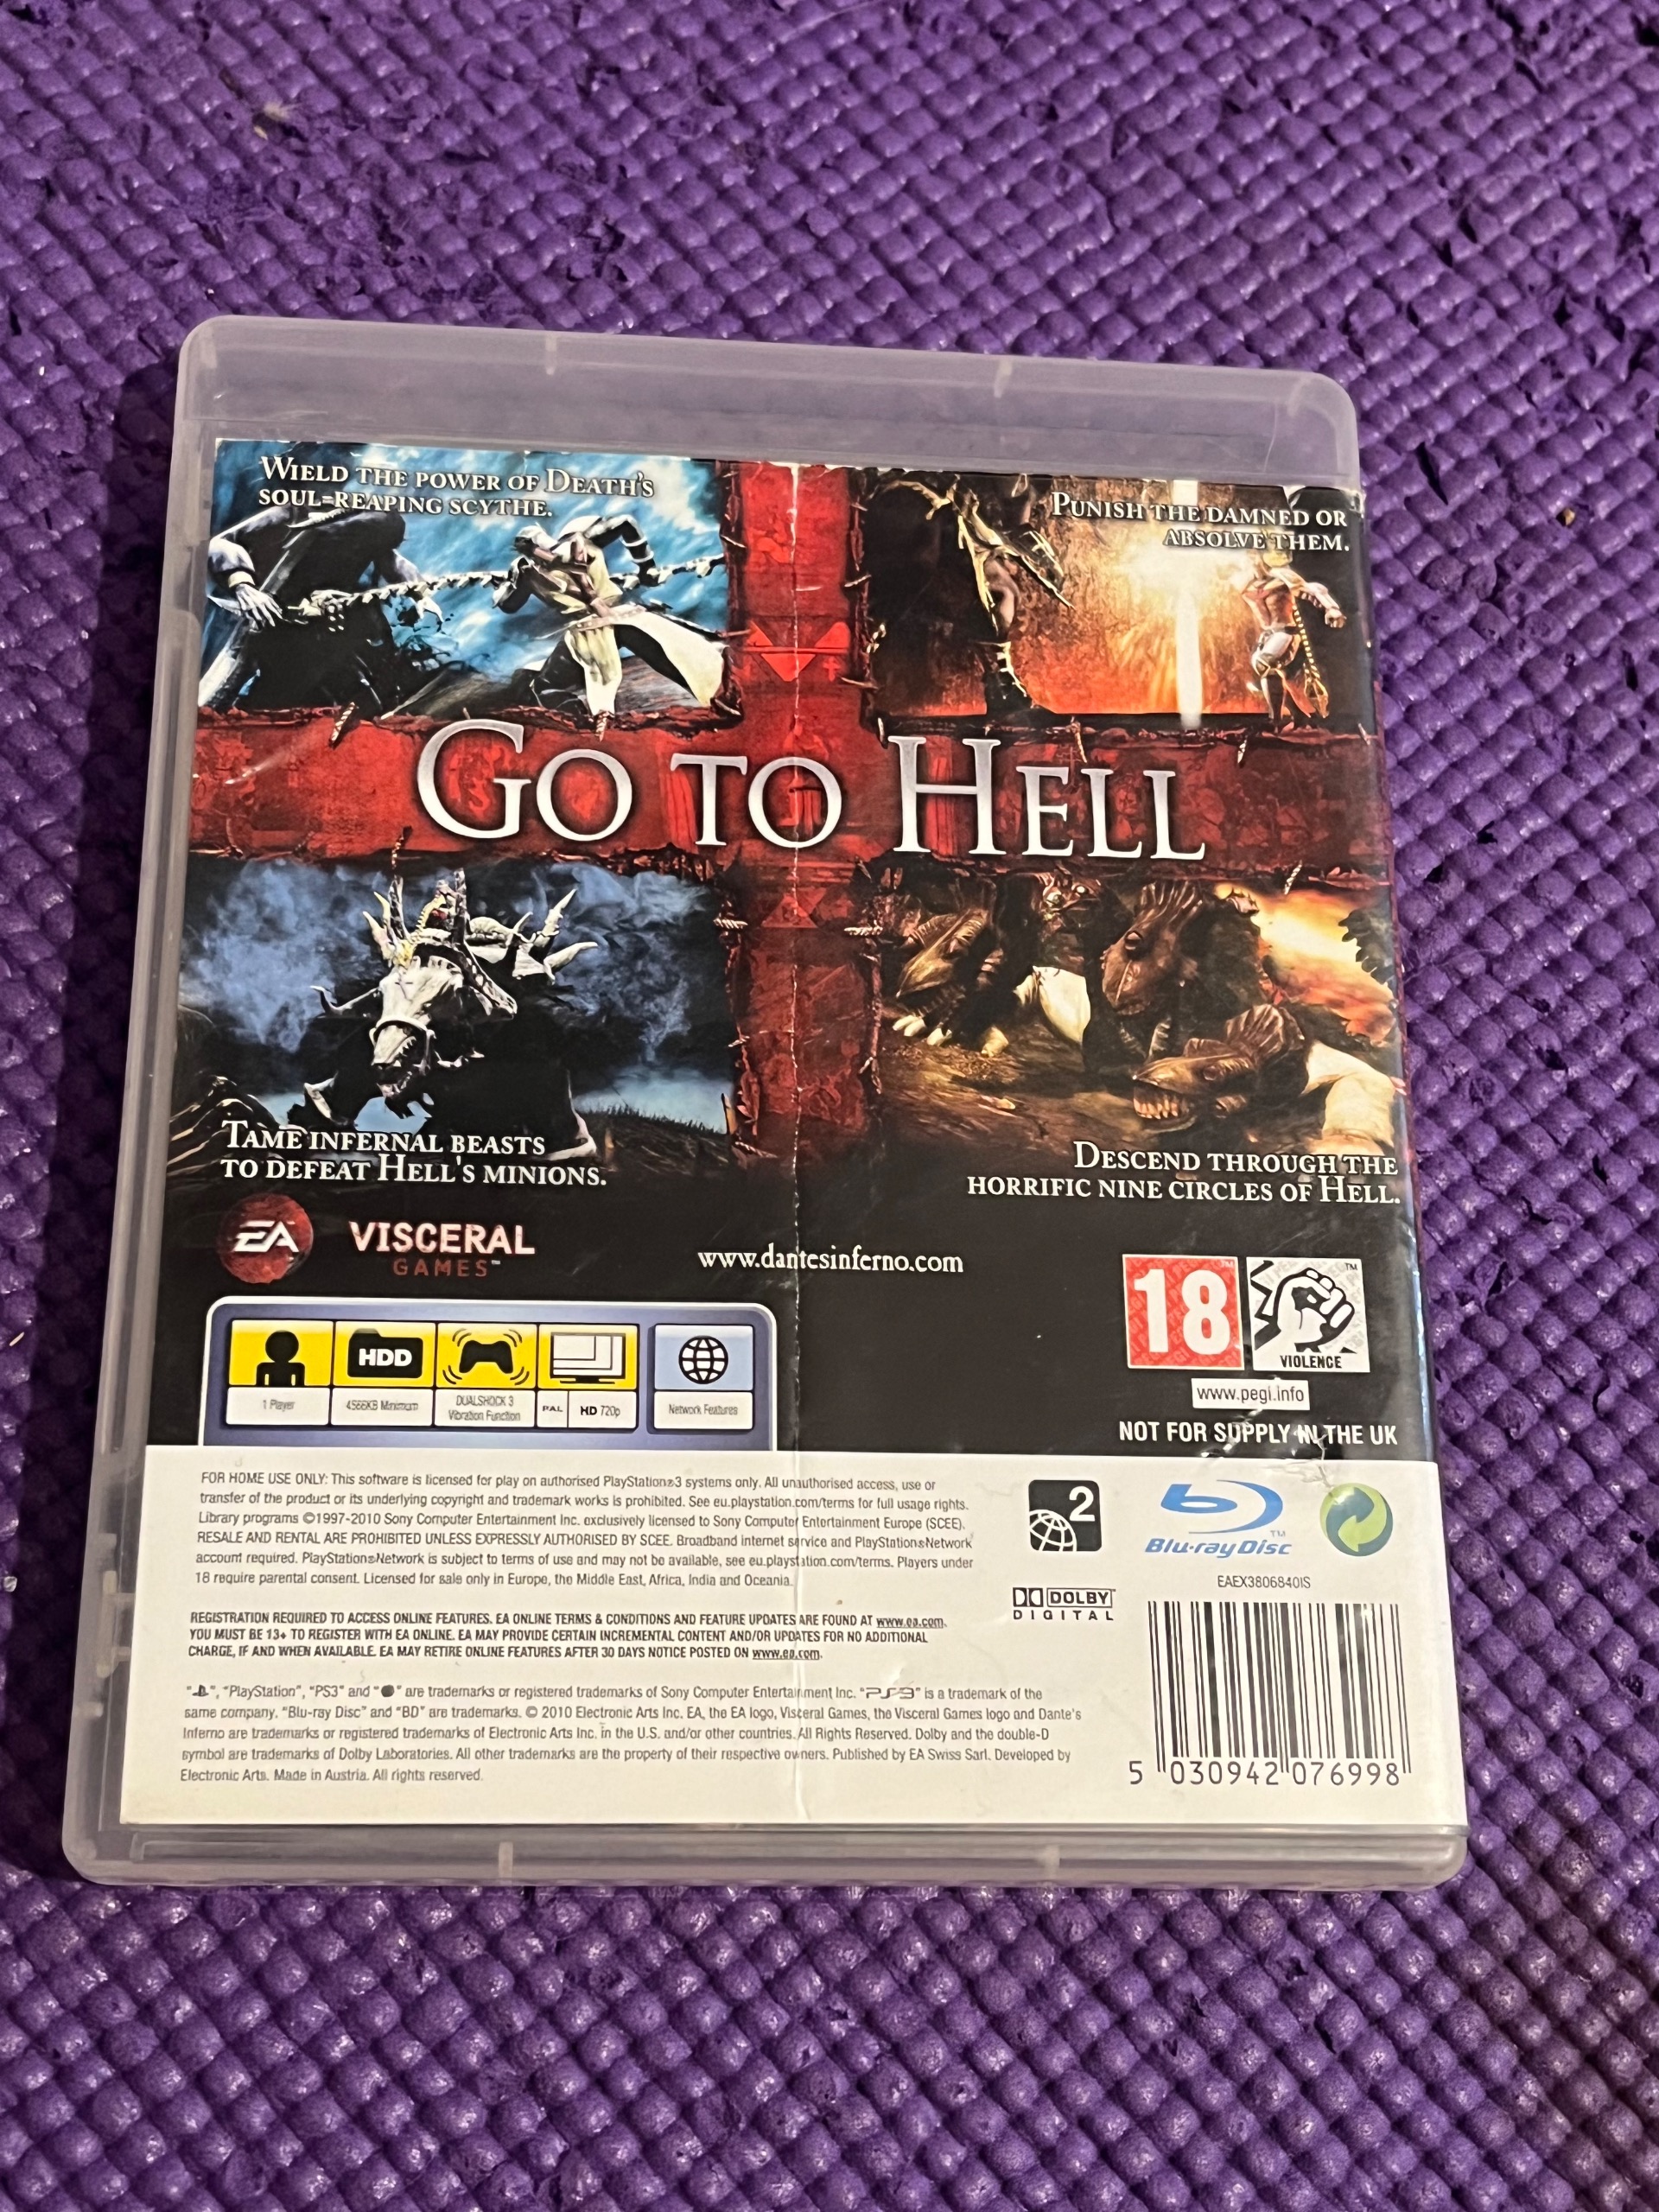 Wield the power of Death's
soul-reaping scythe.
Punish the damned or
absolve them.
Go to Hell
Tame infernal beasts
to defeat Hell's minions.
Descend through the
horrific nine circles of Hell.
EA
VISCERAL
GAMES™
www.dantesinferno.com
18
™
VIOLENCE
www.pegi.info
NOT FOR SUPPLY IN THE UK
HDD
1 Player
4566KB Minimum
DUALSHOCK 3
Vibration Function
PAL
HD 720p
Network Features
FOR HOME USE ONLY: This software is licensed for play on authorised PlayStation®3 systems only. All unauthorised access, use or
transfer of the product or its underlying copyright and trademark works is prohibited. See eu.playstation.com/terms for full usage rights.
Library programs ©1997-2010 Sony Computer Entertainment Inc. exclusively licensed to Sony Computer Entertainment Europe (SCEE).
RESALE AND RENTAL ARE PROHIBITED UNLESS EXPRESSLY AUTHORISED BY SCEE. Broadband internet service and PlayStation®Network
account required. PlayStation®Network is subject to terms of use and may not be available, see eu.playstation.com/terms. Players under
18 require parental consent. Licensed for sale only in Europe, the Middle East, Africa, India and Oceania.
REGISTRATION REQUIRED TO ACCESS ONLINE FEATURES. EA ONLINE TERMS & CONDITIONS AND FEATURE UPDATES ARE FOUND AT www.ea.com.
YOU MUST BE 13+ TO REGISTER WITH EA ONLINE. EA MAY PROVIDE CERTAIN INCREMENTAL CONTENT AND/OR UPDATES FOR NO ADDITIONAL
CHARGE, IF AND WHEN AVAILABLE. EA MAY RETIRE ONLINE FEATURES AFTER 30 DAYS NOTICE POSTED ON www.ea.com.
"", "PlayStation", "PS3" and "" are trademarks or registered trademarks of Sony Computer Entertainment Inc. "PS3" is a trademark of the
same company. "Blu-ray Disc" and "BD" are trademarks. © 2010 Electronic Arts Inc. EA, the EA logo, Visceral Games, the Visceral Games logo and Dante's
Inferno are trademarks or registered trademarks of Electronic Arts Inc. in the U.S. and/or other countries. All Rights Reserved. Dolby and the double-D
symbol are trademarks of Dolby Laboratories. All other trademarks are the property of their respective owners. Published by EA Swiss Sarl. Developed by
Electronic Arts. Made in Austria. All rights reserved.
2
Blu-ray Disc™
DOLBY
DIGITAL
EAEX3806840IS
5 030942 076998